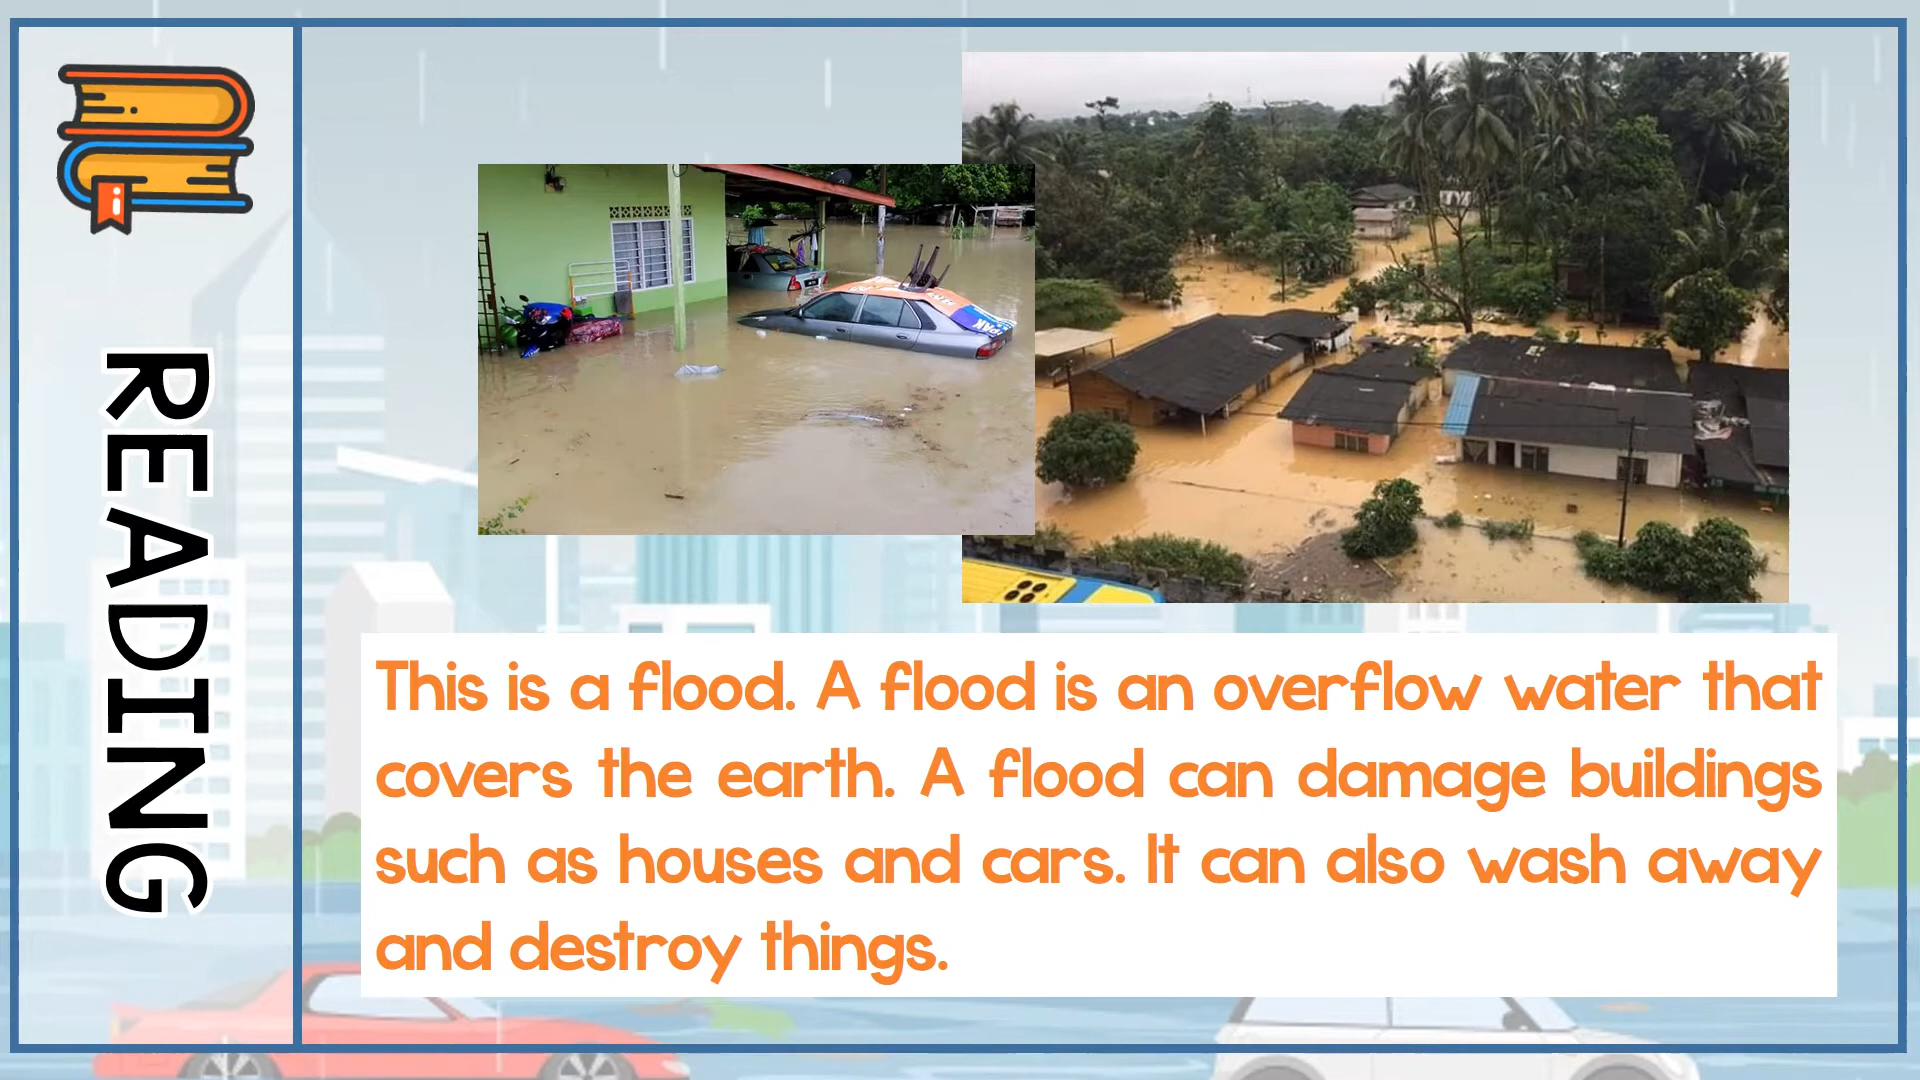 READING
This is a flood. A flood is an overflow water that
covers the earth. A flood can damage buildings
such as houses and cars. It can also wash away
and destroy things.